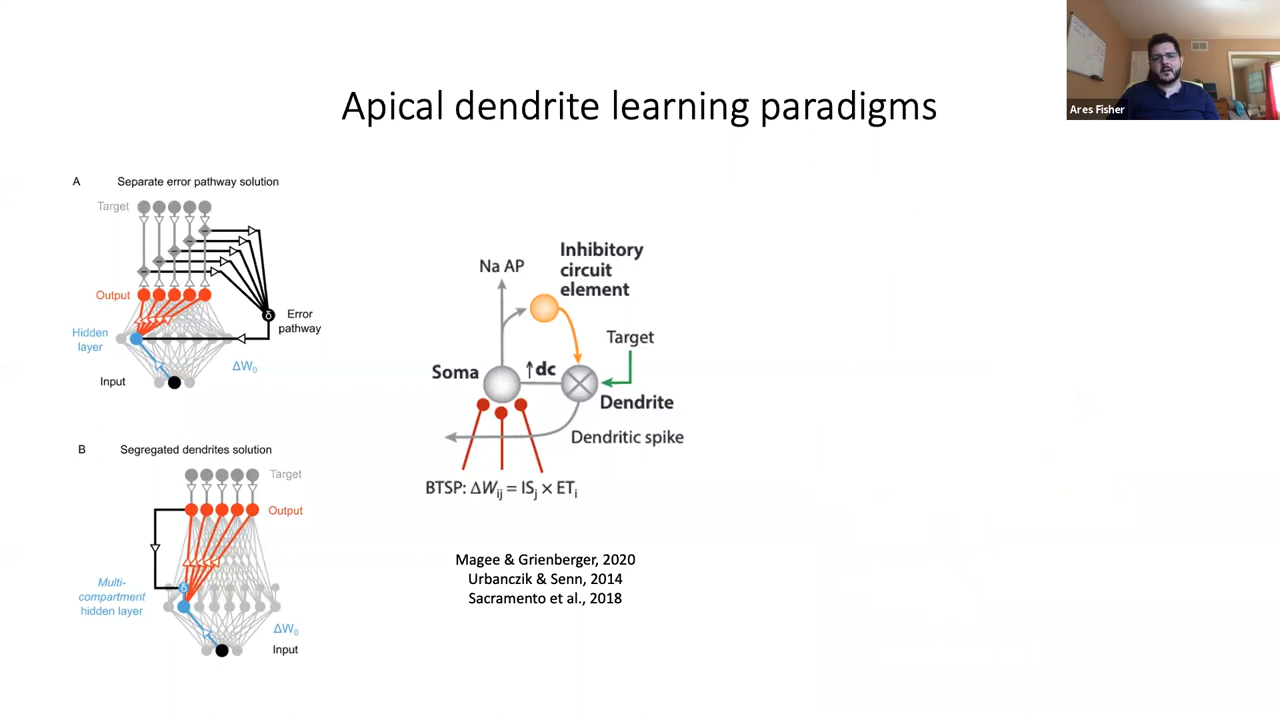 Ares Fisher
Apical dendrite learning paradigms
A Separate error pathway solution
Target
Output
Error
pathway
Hidden
layer
ΔW₀
Input
δ
B Segregated dendrites solution
Target
Output
δ
Multi-
compartment
hidden layer
ΔW₀
Input
Inhibitory
circuit
element
Na AP
Target
Soma
↑dc
Dendrite
Dendritic spike
BTSP: ΔWij = ISj × ETi
Magee & Grienberger, 2020
Urbanczik & Senn, 2014
Sacramento et al., 2018